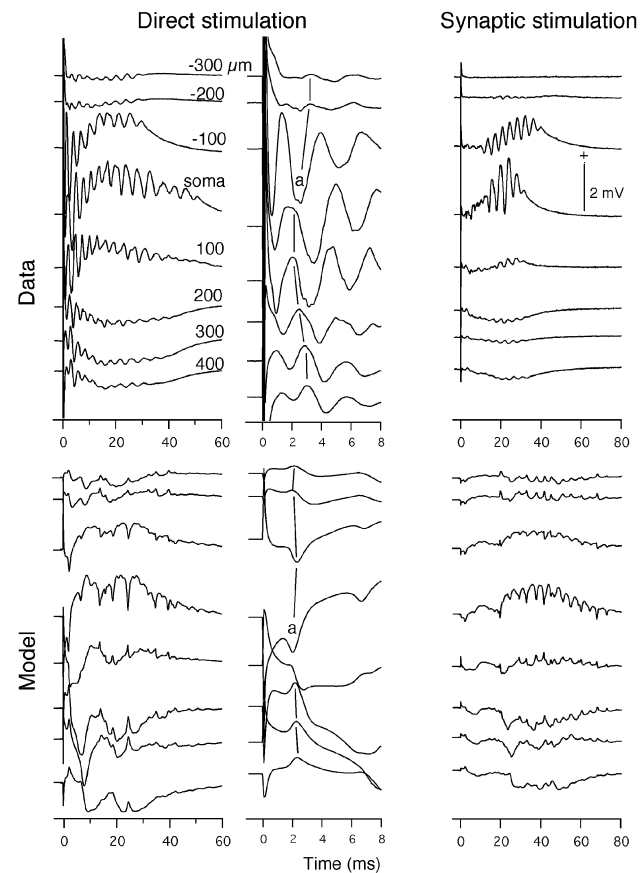 Direct stimulation
Synaptic stimulation
Data
-300 µm
-200
-100
soma
100
200
300
400
a
+
2 mV
0 20 40 60
0 2 4 6 8
ms
0 20 40 60 80
Model
a
0 20 40 60
0 2 4 6 8
0 20 40 60 80
Time (ms)